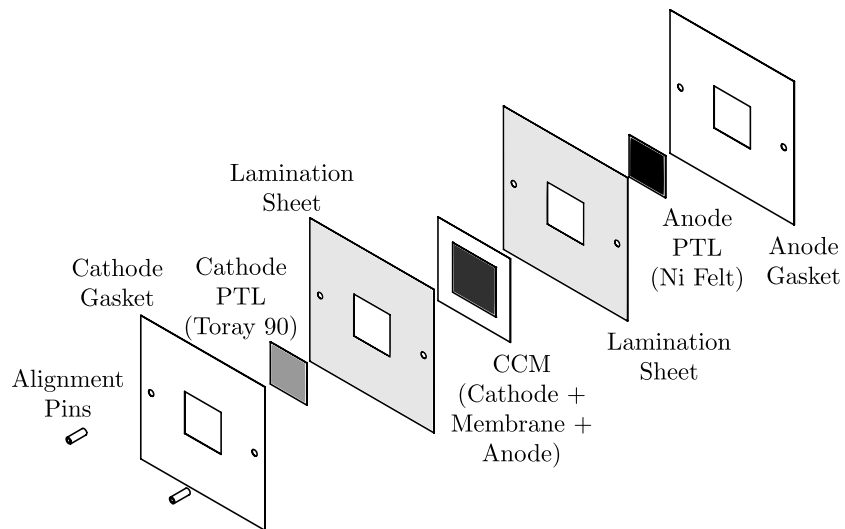 Lamination
Sheet
Cathode
Gasket
Cathode
PTL
(Toray 90)
Alignment
Pins
Anode
PTL
(Ni Felt)
Anode
Gasket
Lamination
Sheet
CCM
(Cathode +
Membrane +
Anode)